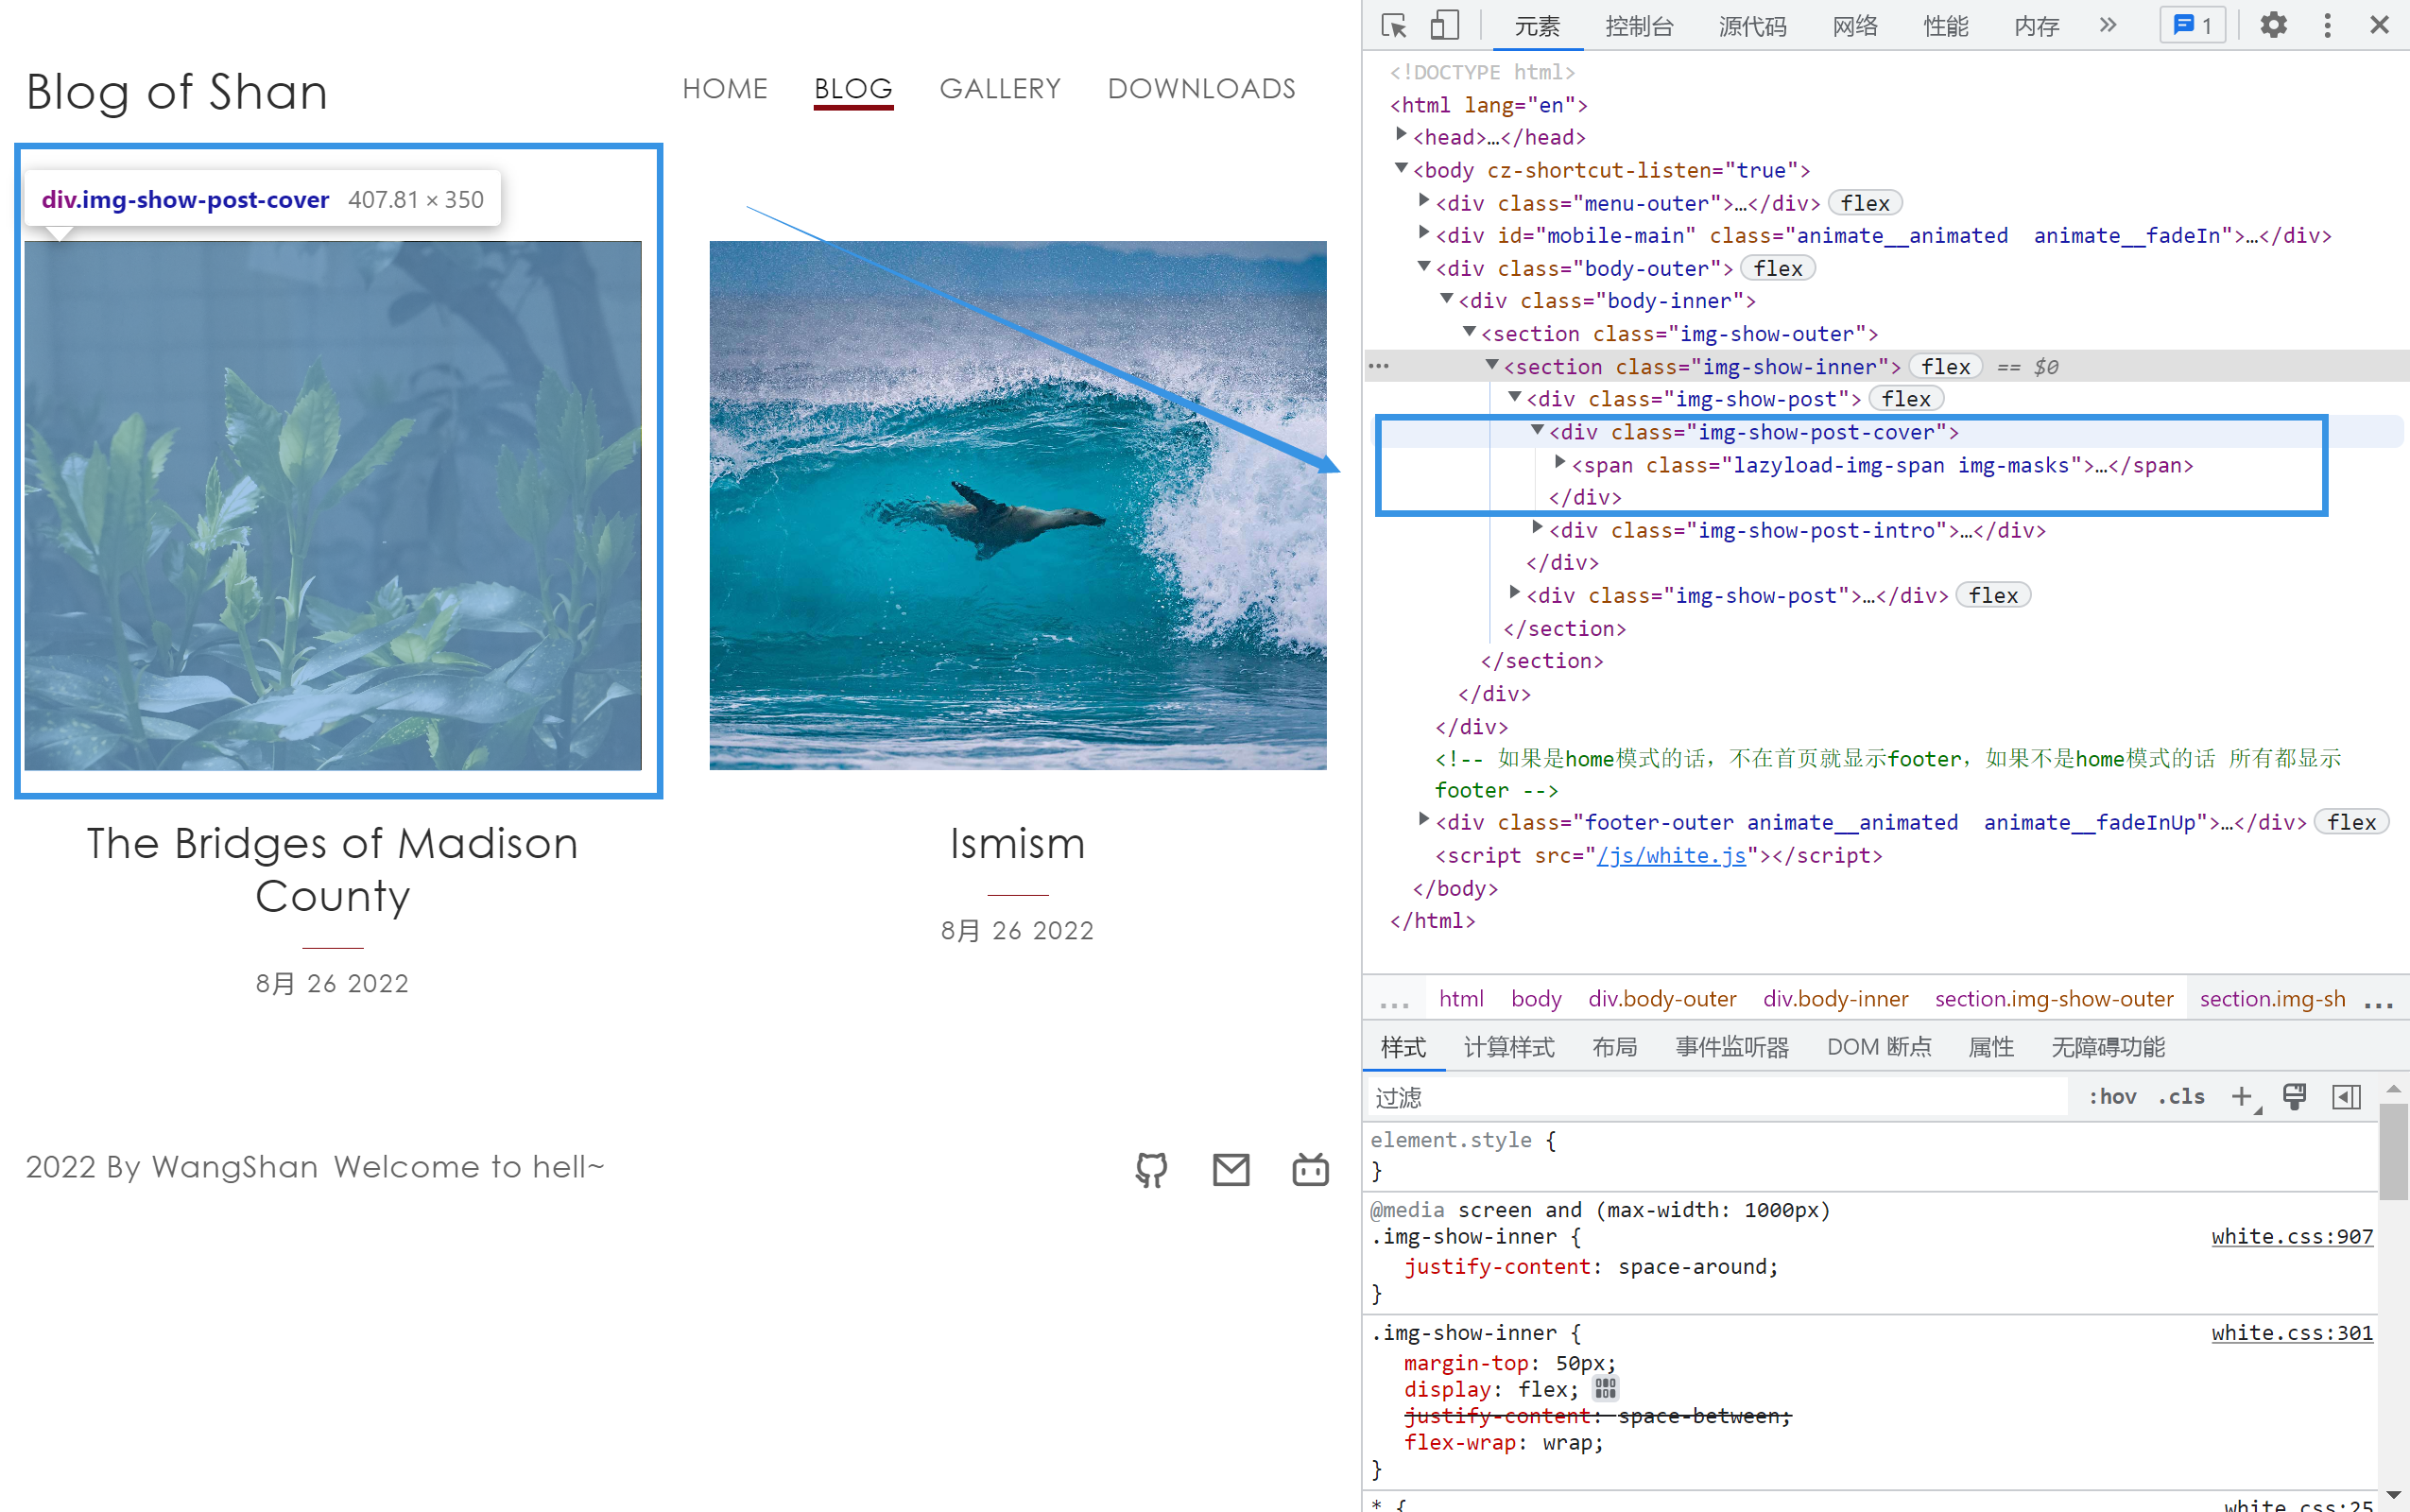 Blog of Shan
HOME BLOG GALLERY DOWNLOADS
div.img-show-post-cover 407.81 × 350
The Bridges of Madison
County
8月 26 2022
Ismism
8月 26 2022
2022 By WangShan Welcome to hell~
元素 控制台 源代码 网络 性能 内存 » 1
<!DOCTYPE html>
<html lang="en">
<head>…</head>
<body cz-shortcut-listen="true">
<div class="menu-outer">…</div> flex
<div id="mobile-main" class="animate__animated  animate__fadeIn">…</div>
<div class="body-outer"> flex
<div class="body-inner">
<section class="img-show-outer">
… <section class="img-show-inner"> flex == $0
<div class="img-show-post"> flex
<div class="img-show-post-cover">
<span class="lazyload-img-span img-masks">…</span>
</div>
<div class="img-show-post-intro">…</div>
</div>
<div class="img-show-post">…</div> flex
</section>
</section>
</div>
</div>
<!-- 如果是home模式的话，不在首页就显示footer，如果不是home模式的话 所有都显示
footer -->
<div class="footer-outer animate__animated  animate__fadeInUp">…</div> flex
<script src="/js/white.js"></script>
</body>
</html>
… html body div.body-outer div.body-inner section.img-show-outer section.img-sh …
样式 计算样式 布局 事件监听器 DOM 断点 属性 无障碍功能
过滤 :hov .cls +
element.style {
}
@media screen and (max-width: 1000px)
.img-show-inner { white.css:907
justify-content: space-around;
}
.img-show-inner { white.css:301
margin-top: 50px;
display: flex;
justify-content: space-between;
flex-wrap: wrap;
}
* { white.css:25